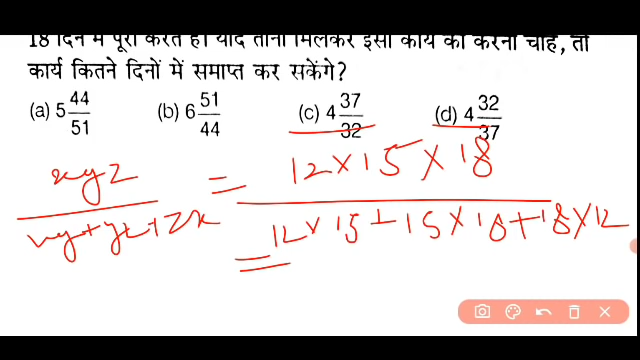 18 दिन में पूरा करते हैं। यदि तीनों मिलकर इसी कार्य को करना चाहें, तो
कार्य कितने दिनों में समाप्त कर सकेंगे?
(a) 5 44/51 (b) 6 51/44 (c) 4 37/32 (d) 4 32/37
xyz/xy+yz+zx = 12×15×18/12×15+15×18+18×12
=